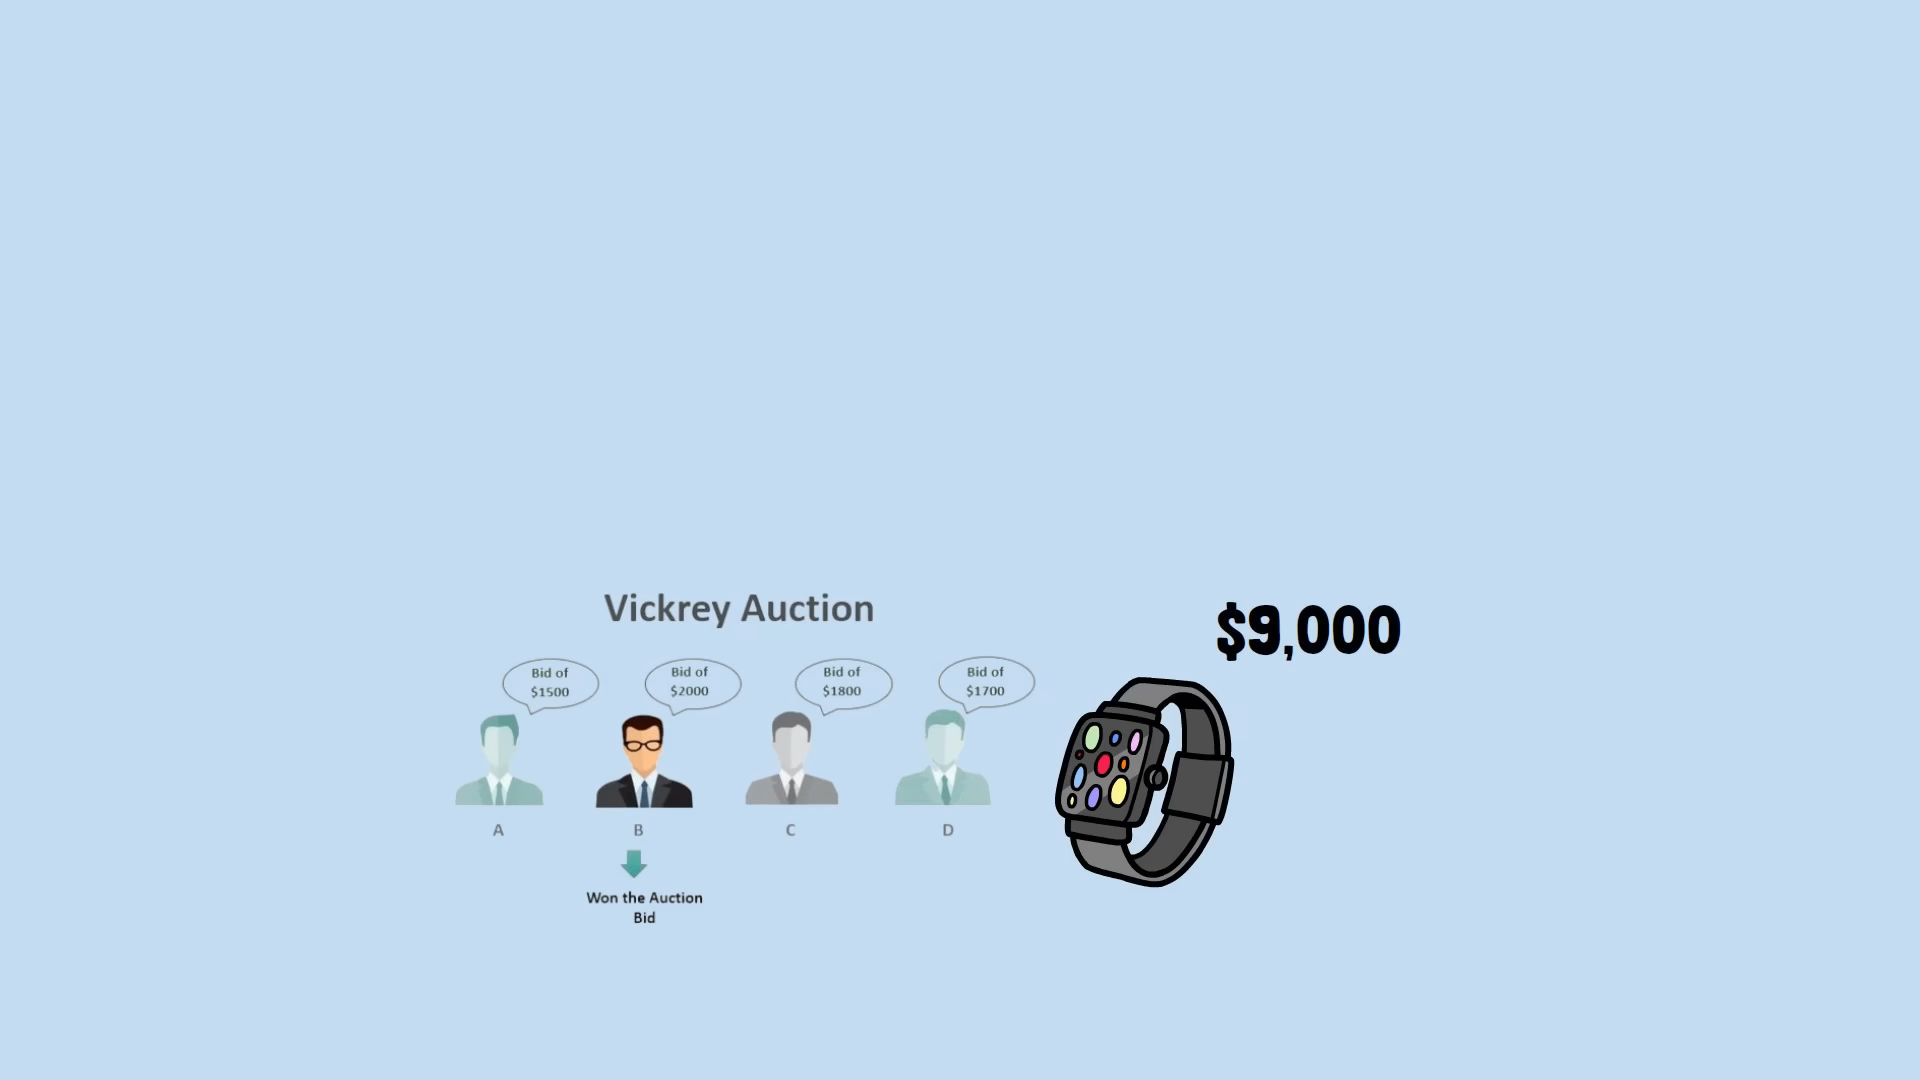 Vickrey Auction
$9,000
Bid of
$1500
Bid of
$2000
Bid of
$1800
Bid of
$1700
A
B
C
D
Won the Auction
Bid